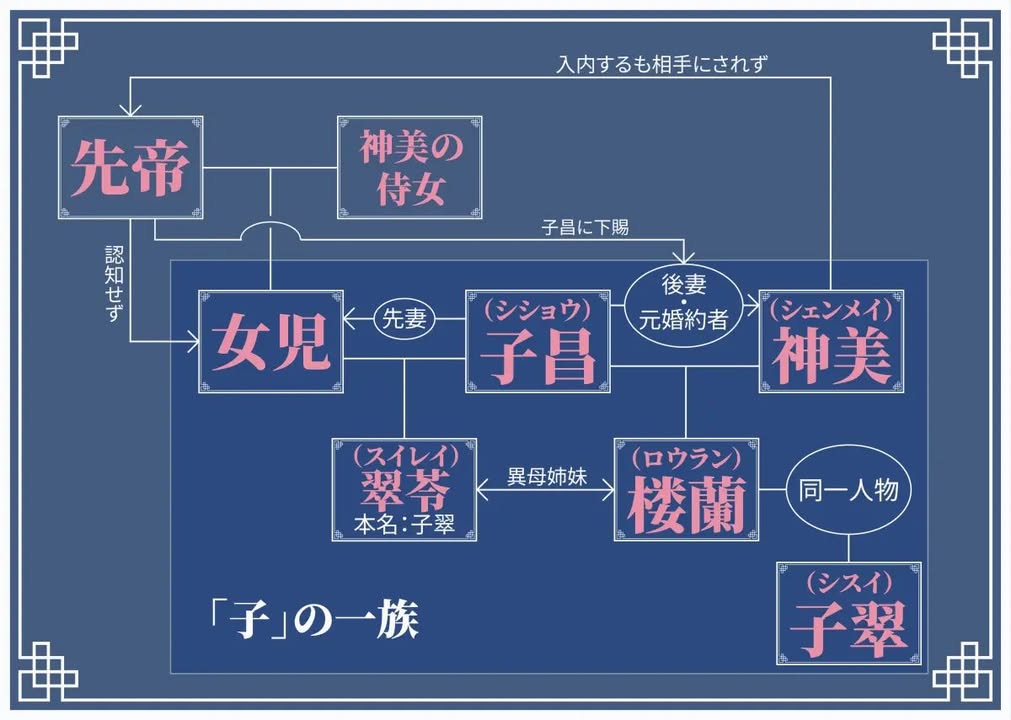 入内するも相手にされず
先帝
神美の
侍女
子昌に下賜
認知せず
女児
先妻
(シショウ)
子昌
後妻
・
元婚約者
(シェンメイ)
神美
(スイレイ)
翠苓
本名:子翠
異母姉妹
(ロウラン)
楼蘭
同一人物
(シスイ)
子翠
「子」の一族